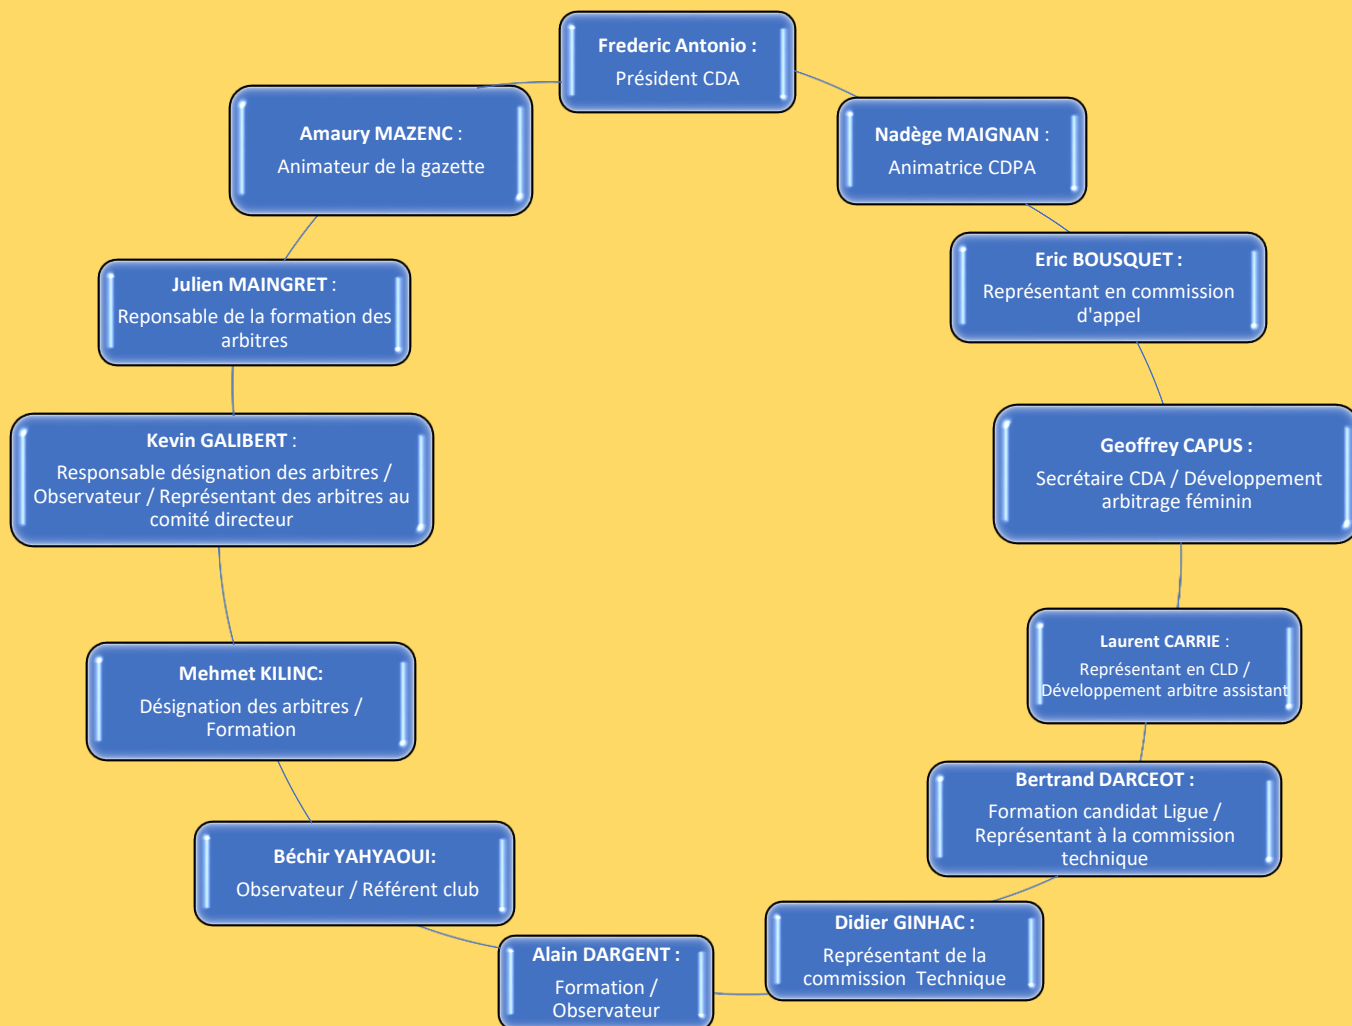 Frederic Antonio :
Président CDA
Nadège MAIGNAN :
Animatrice CDPA
Eric BOUSQUET :
Représentant en commission
d'appel
Geoffrey CAPUS :
Secrétaire CDA / Développement
arbitrage féminin
Laurent CARRIE :
Représentant en CLD /
Développement arbitre assistant
Bertrand DARCEOT :
Formation candidat Ligue /
Représentant à la commission
technique
Didier GINHAC :
Représentant de la
commission Technique
Alain DARGENT :
Formation /
Observateur
Béchir YAHYAOUI:
Observateur / Référent club
Mehmet KILINC:
Désignation des arbitres /
Formation
Kevin GALIBERT :
Responsable désignation des arbitres /
Observateur / Représentant des arbitres au
comité directeur
Julien MAINGRET :
Reponsable de la formation des
arbitres
Amaury MAZENC :
Animateur de la gazette